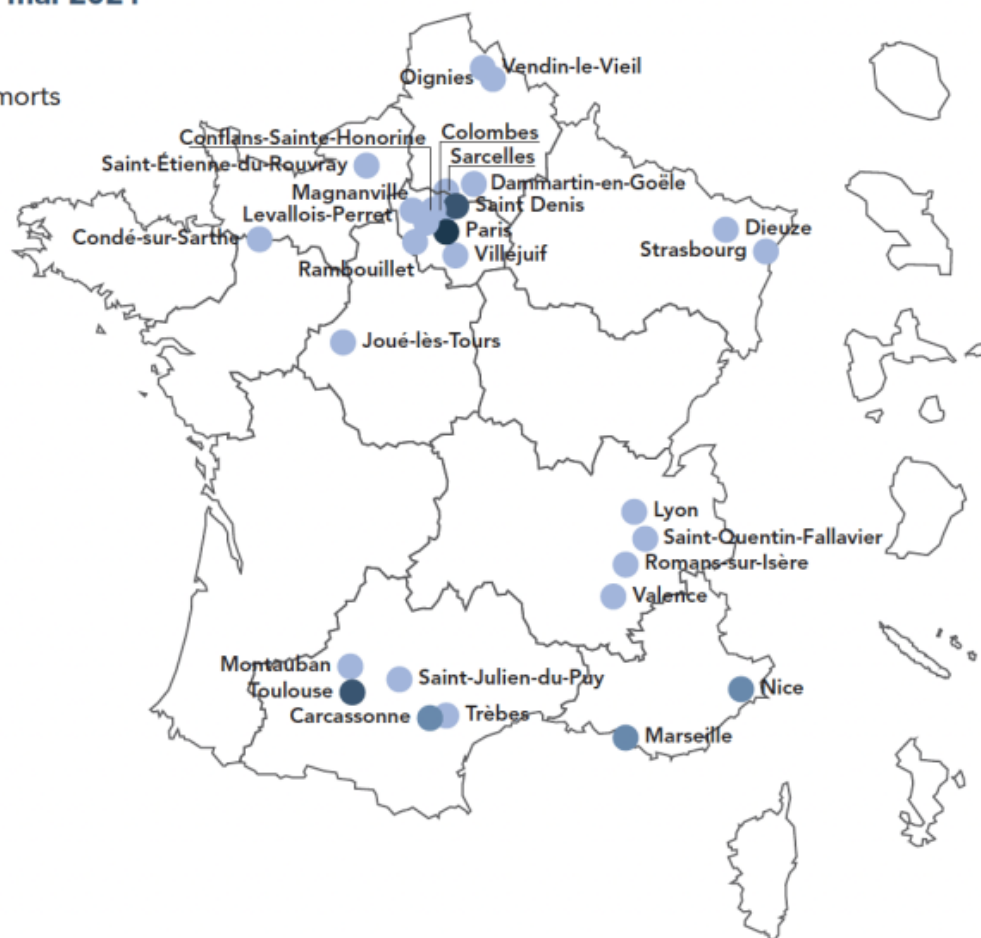 mai 2021
morts
Oignies
Vendin-le-Vieil
Conflans-Sainte-Honorine
Colombes
Saint-Étienne-du-Rouvray
Sarcelles
Magnanville
Dammartin-en-Goële
Levallois-Perret
Saint Denis
Condé-sur-Sarthe
Paris
Dieuze
Rambouillet
Villejuif
Strasbourg
Joué-lès-Tours
Lyon
Saint-Quentin-Fallavier
Romans-sur-Isère
Valence
Montauban
Saint-Julien-du-Puy
Toulouse
Nice
Carcassonne
Trèbes
Marseille